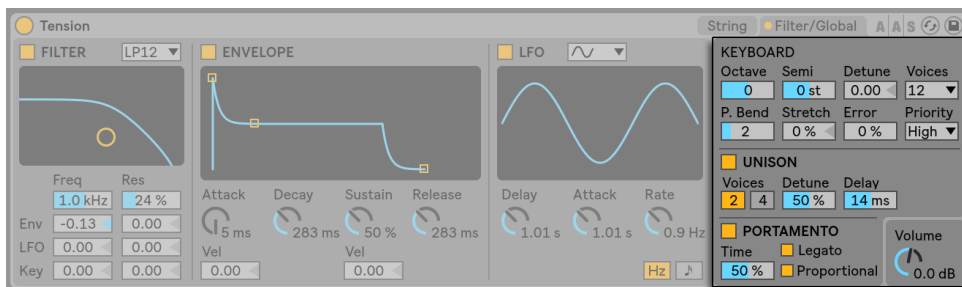 Tension
String Filter/Global A A S
FILTER LP12
Freq Res
1.0 kHz 24 %
Env -0.13 0.00
LFO 0.00 0.00
Key 0.00 0.00
ENVELOPE
Attack Decay Sustain Release
5 ms 283 ms 50 % 283 ms
Vel Vel
0.00 0.00
LFO
Delay Attack Rate
1.01 s 1.01 s 0.9 Hz
Hz
KEYBOARD
Octave Semi Detune Voices
0 0 st 0.00 12
P. Bend Stretch Error Priority
2 0 % 0 % High
UNISON
Voices Detune Delay
2 4 50 % 14 ms
PORTAMENTO
Time Legato
50 % Proportional
Volume
0.0 dB